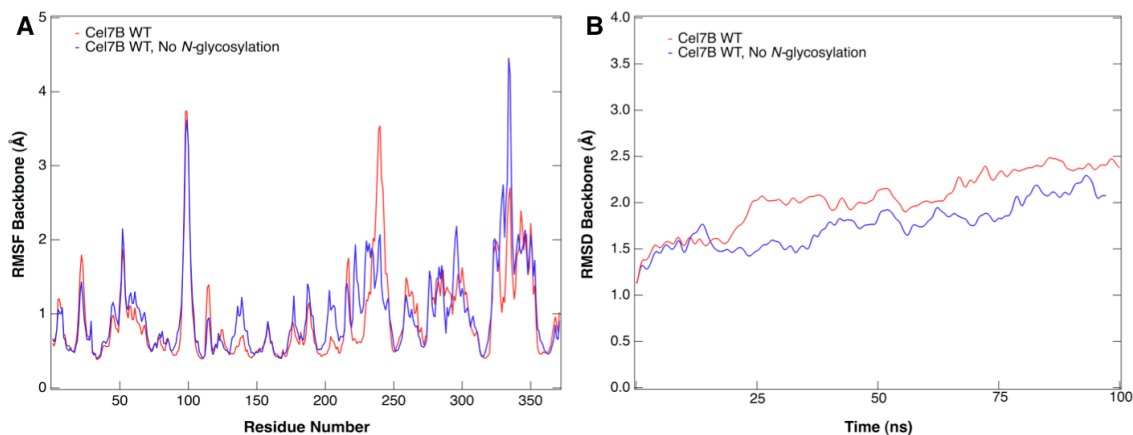 A
Cel7B WT
Cel7B WT, No N-glycosylation
RMSF Backbone (Å)
5
4
3
2
1
0
50
100
150
200
250
300
350
Residue Number
B
Cel7B WT
Cel7B WT, No N-glycosylation
RMSD Backbone (Å)
4.0
3.5
3.0
2.5
2.0
1.5
1.0
0.5
0.0
25
50
75
100
Time (ns)